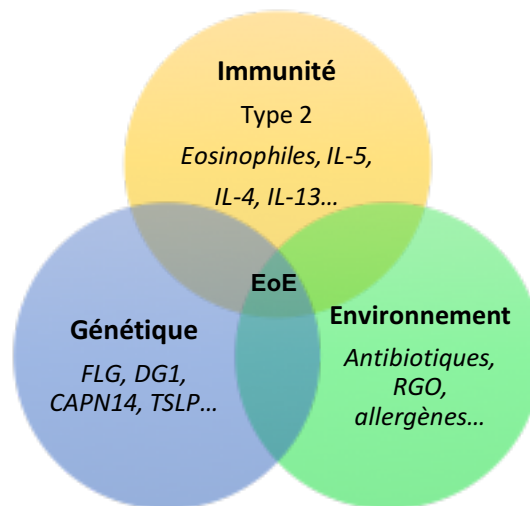 Immunité
Type 2
Eosinophiles, IL-5,
IL-4, IL-13...
EoE
Génétique
FLG, DG1,
CAPN14, TSLP...
Environnement
Antibiotiques,
RGO,
allergènes...